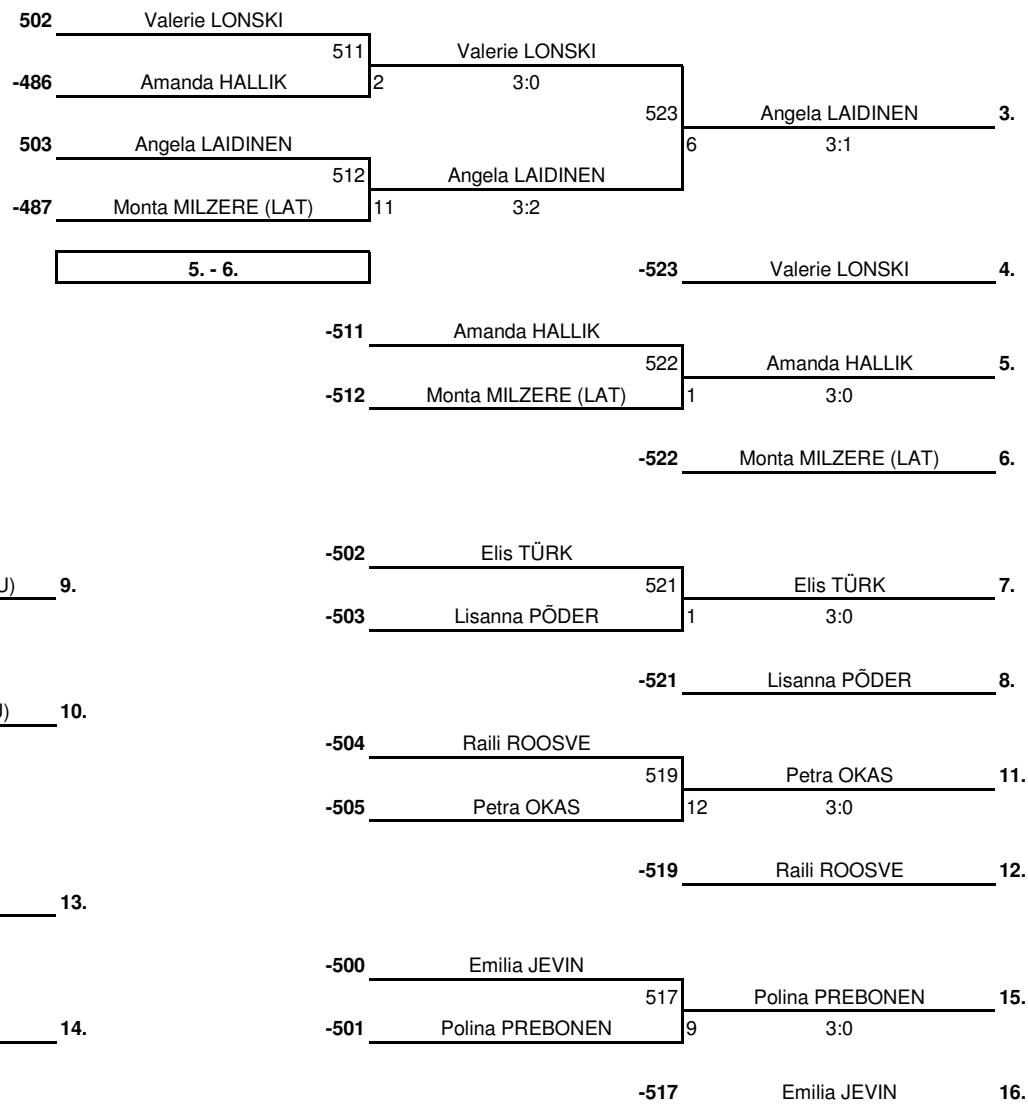 502 Valerie LONSKI
511 Valerie LONSKI
-486 Amanda HALLIK 2 3:0
523 Angela LAIDINEN 3.
503 Angela LAIDINEN 6 3:1
512 Angela LAIDINEN
-487 Monta MILZERE (LAT) 11 3:2
5. - 6. -523 Valerie LONSKI 4.
-511 Amanda HALLIK
522 Amanda HALLIK 5.
-512 Monta MILZERE (LAT) 1 3:0
-522 Monta MILZERE (LAT) 6.
-502 Elis TÜRK
9. 521 Elis TÜRK 7.
-503 Lisanna PÕDER 1 3:0
-521 Lisanna PÕDER 8.
10.
-504 Raili ROOSVE
519 Petra OKAS 11.
-505 Petra OKAS 12 3:0
-519 Raili ROOSVE 12.
13.
-500 Emilia JEVIN
517 Polina PREBONEN 15.
14. -501 Polina PREBONEN 9 3:0
-517 Emilia JEVIN 16.